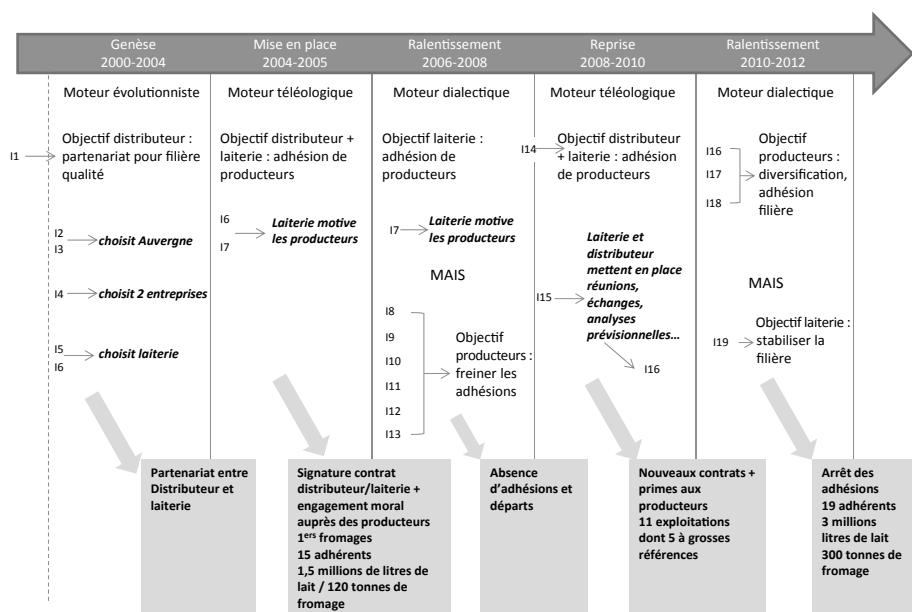 Genèse
2000-2004
Mise en place
2004-2005
Ralentissement
2006-2008
Reprise
2008-2010
Ralentissement
2010-2012
Moteur évolutionniste
Moteur téléologique
Moteur dialectique
Moteur téléologique
Moteur dialectique
I1
Objectif distributeur :
partenariat pour filière
qualité
I2
I3
choisit Auvergne
I4
choisit 2 entreprises
I5
I6
choisit laiterie
Objectif distributeur +
laiterie : adhésion de
producteurs
I6
I7
Laiterie motive
les producteurs
Objectif laiterie :
adhésion de
producteurs
I7
Laiterie motive
les producteurs
MAIS
I8
I9
I10
I11
I12
I13
Objectif
producteurs :
freiner les
adhésions
I14
Objectif distributeur
+ laiterie : adhésion
de producteurs
I15
Laiterie et
distributeur
mettent en place
réunions,
échanges,
analyses
prévisionnelles...
I16
I16
I17
I18
Objectif
producteurs :
diversification,
adhésion
filière
MAIS
I19
Objectif laiterie :
stabiliser la
filière
Partenariat entre
Distributeur et
laiterie
Signature contrat
distributeur/laiterie +
engagement moral
auprès des producteurs
1ers fromages
15 adhérents
1,5 millions de litres de
lait / 120 tonnes de
fromage
Absence
d'adhésions et
départs
Nouveaux contrats +
primes aux
producteurs
11 exploitations
dont 5 à grosses
références
Arrêt des
adhésions
19 adhérents
3 millions
litres de lait
300 tonnes de
fromage